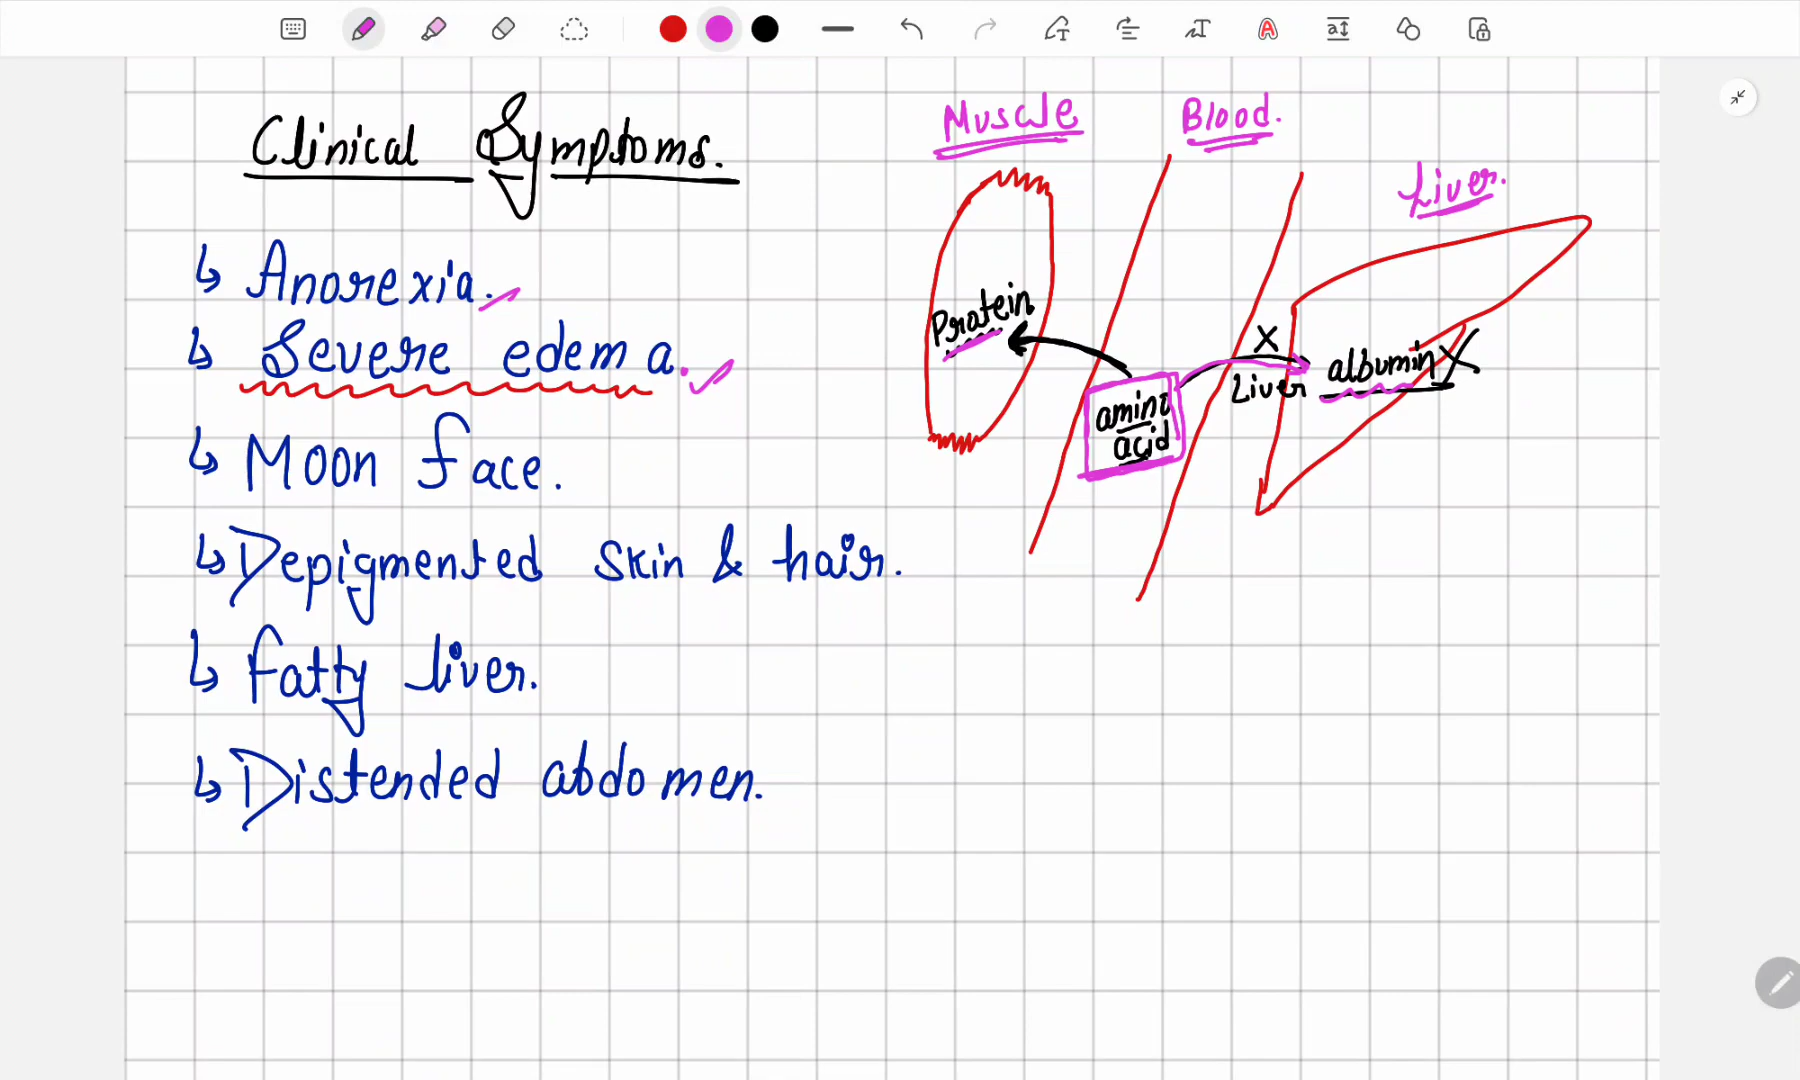 Clinical Symptoms.
↳ Anorexia.
↳ Severe edema.
↳ Moon face.
↳ Depigmented skin & hair.
↳ Fatty liver.
↳ Distended abdomen.
Muscle
Blood.
Liver.
Protein
amino
acid
X
Liver
albumin X